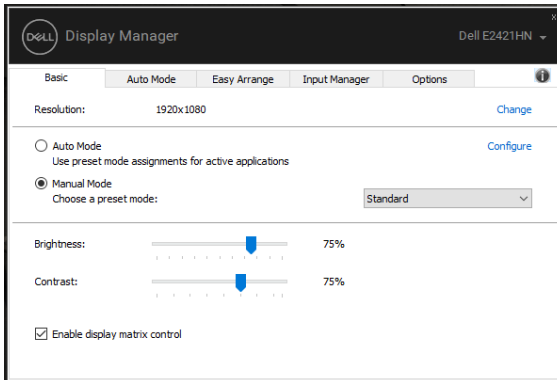 DELL Display Manager Dell E2421HN
x
Basic Auto Mode Easy Arrange Input Manager Options i
Resolution: 1920x1080 Change
Auto Mode Configure
Use preset mode assignments for active applications
Manual Mode
Choose a preset mode: Standard
Brightness: 75%
Contrast: 75%
Enable display matrix control